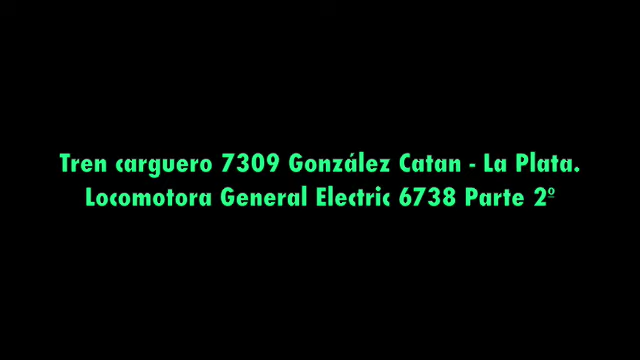 Tren carguero 7309 González Catan - La Plata.
Locomotora General Electric 6738 Parte 2º